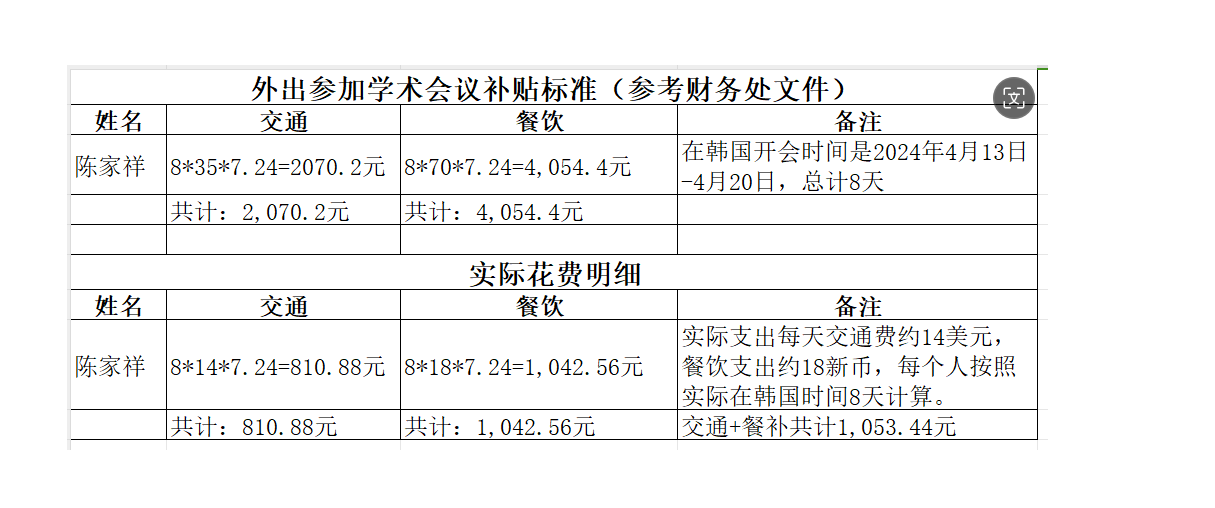 外出参加学术会议补贴标准（参考财务处文件）
姓名 交通 餐饮 备注
陈家祥 8*35*7.24=2070.2元 8*70*7.24=4,054.4元 在韩国开会时间是2024年4月13日
-4月20日，总计8天
共计：2,070.2元 共计：4,054.4元
实际花费明细
姓名 交通 餐饮 备注
陈家祥 8*14*7.24=810.88元 8*18*7.24=1,042.56元 实际支出每天交通费约14美元，
餐饮支出约18新币，每个人按照
实际在韩国时间8天计算。
共计：810.88元 共计：1,042.56元 交通+餐补共计1,053.44元